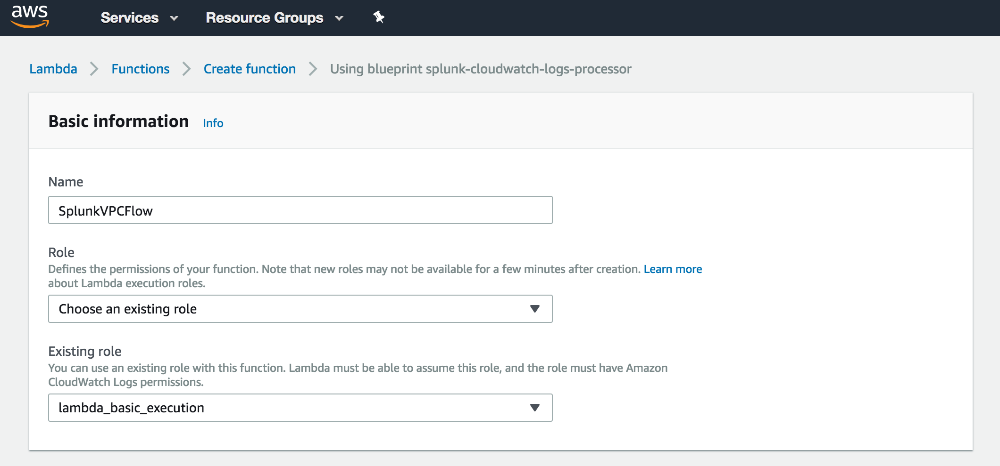 aws Services Resource Groups
Lambda Functions Create function Using blueprint splunk-cloudwatch-logs-processor
Basic information Info
Name
SplunkVPCFlow
Role
Defines the permissions of your function. Note that new roles may not be available for a few minutes after creation. Learn more
about Lambda execution roles.
Choose an existing role
Existing role
You can use an existing role with this function. Lambda must be able to assume this role, and the role must have Amazon
CloudWatch Logs permissions.
lambda_basic_execution